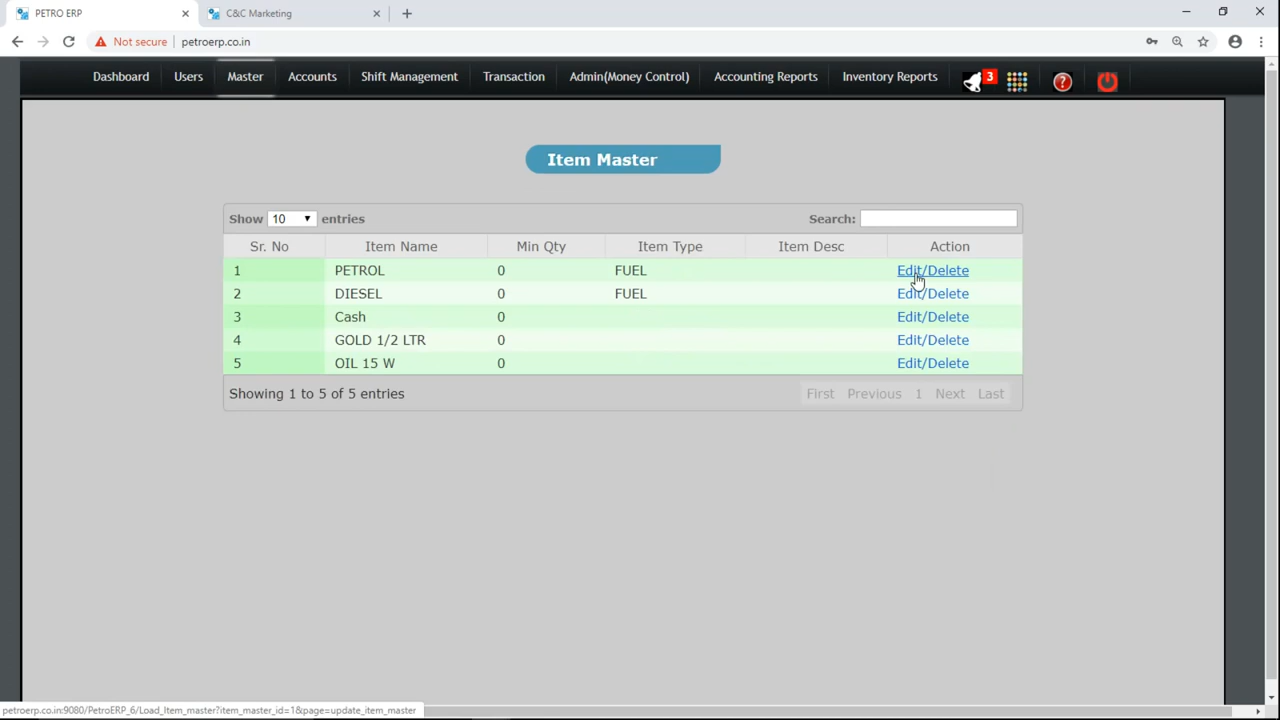 PETRO ERP
C&C Marketing
Not secure petroerp.co.in
Dashboard Users Master Accounts Shift Management Transaction Admin(Money Control) Accounting Reports Inventory Reports 3
Item Master
Show 10 entries Search:
Sr. No Item Name Min Qty Item Type Item Desc Action
1 PETROL 0 FUEL Edit/Delete
2 DIESEL 0 FUEL Edit/Delete
3 Cash 0 Edit/Delete
4 GOLD 1/2 LTR 0 Edit/Delete
5 OIL 15 W 0 Edit/Delete
Showing 1 to 5 of 5 entries First Previous 1 Next Last
petroerp.co.in:9080/PetroERP_6/Load_Item_master?item_master_id=1&page=update_item_master